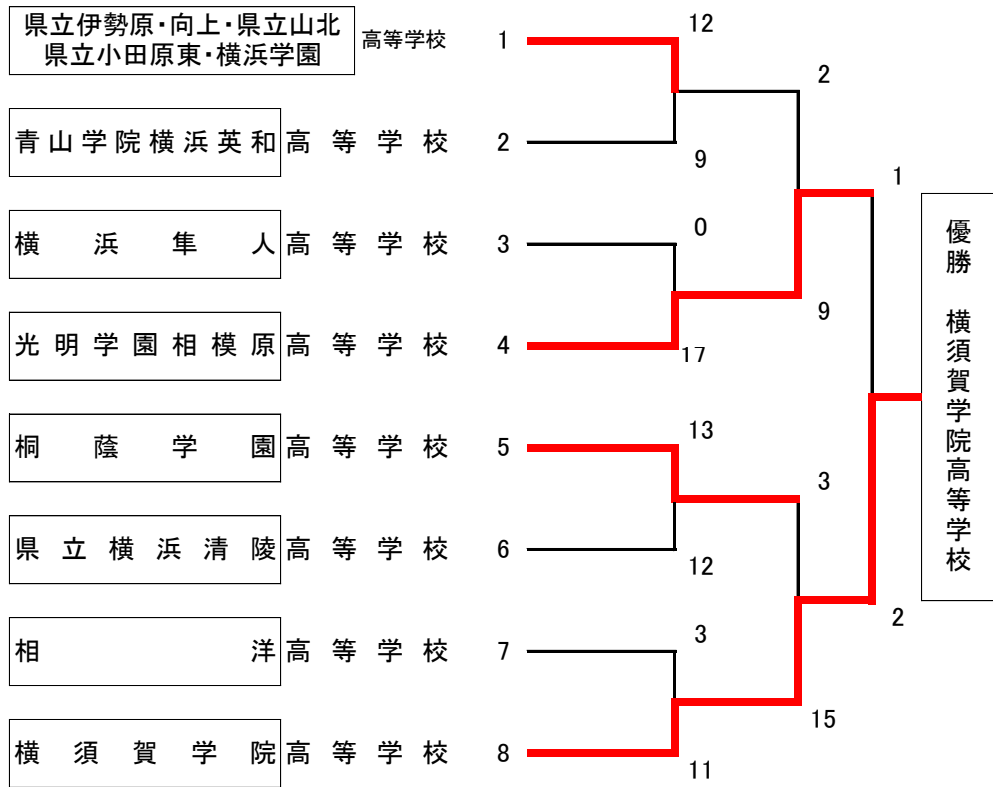 県立伊勢原・向上・県立山北
県立小田原東・横浜学園
高等学校 1
青山学院横浜英和高等学校 2
横浜隼人高等学校 3
光明学園相模原高等学校 4
桐蔭学園高等学校 5
県立横浜清陵高等学校 6
相洋高等学校 7
横須賀学院高等学校 8
12
9
0
17
13
12
3
11
2
9
3
15
1
2
優勝 横須賀学院高等学校